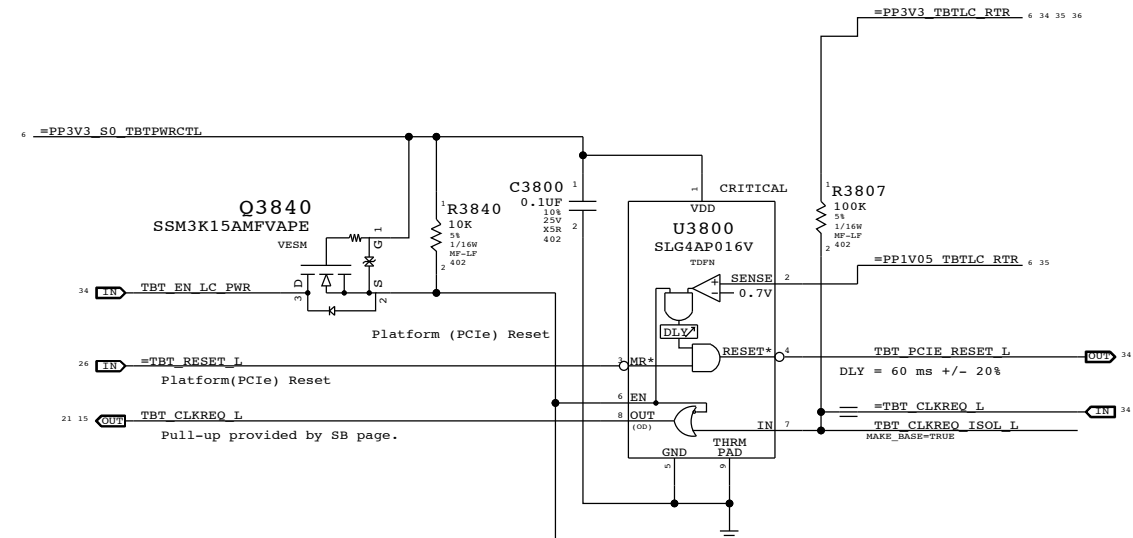 =PP3V3_TBTLC_RTR 6 34 35 36
6 =PP3V3_S0_TBTPWRCTL
Q3840
SSM3K15AMFVAPE
VESM
G 1
3 D
S 2
1 R3840
10K
5%
1/16W
MF-LF
402
2
C3800 1
0.1UF
10%
25V
X5R
402
2
CRITICAL
1
VDD
U3800
SLG4AP016V
TDFN
1 R3807
100K
5%
1/16W
MF-LF
402
2
=PP1V05_TBTLC_RTR 6 35
+ SENSE 2
- 0.7V
34 IN TBT_EN_LC_PWR
DLY
Platform (PCIe) Reset
26 IN =TBT_RESET_L 3 MR*
RESET* 4 TBT_PCIE_RESET_L OUT 34
Platform(PCIe) Reset
DLY = 60 ms +/- 20%
6 EN
21 15 OUT TBT_CLKREQ_L 8 OUT
(OD)
=TBT_CLKREQ_L IN 34
Pull-up provided by SB page.
IN 7 TBT_CLKREQ_ISOL_L
MAKE_BASE=TRUE
GND
5
THRM
PAD
9